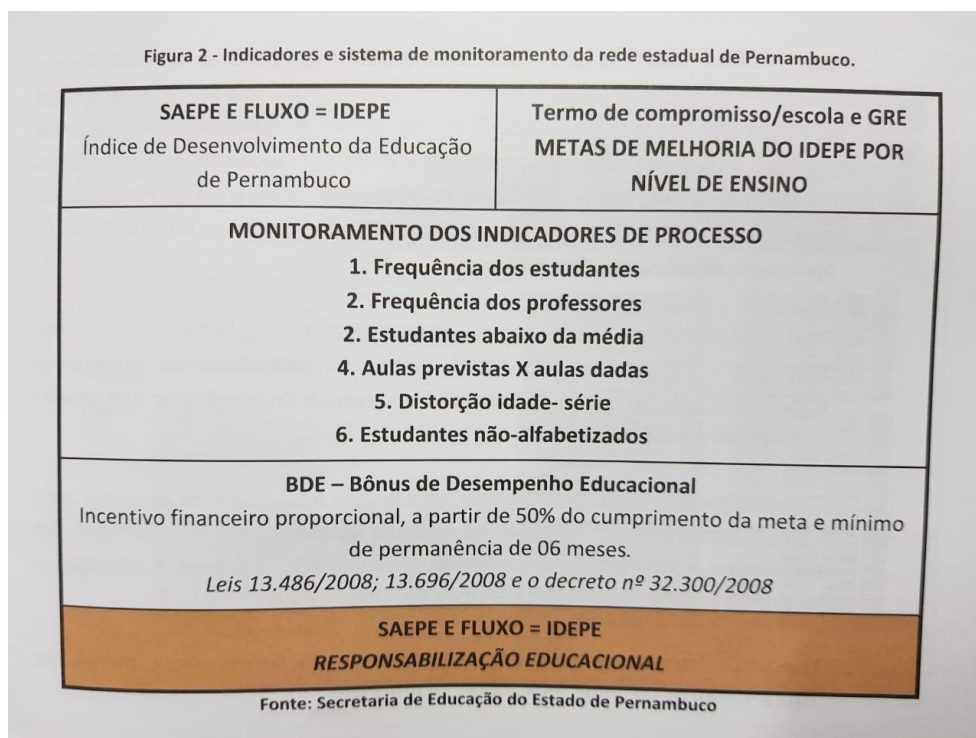 Figura 2 - Indicadores e sistema de monitoramento da rede estadual de Pernambuco.
SAEPE E FLUXO = IDEPE
Índice de Desenvolvimento da Educação
de Pernambuco
Termo de compromisso/escola e GRE
METAS DE MELHORIA DO IDEPE POR
NÍVEL DE ENSINO
MONITORAMENTO DOS INDICADORES DE PROCESSO
1. Frequência dos estudantes
2. Frequência dos professores
2. Estudantes abaixo da média
4. Aulas previstas X aulas dadas
5. Distorção idade- série
6. Estudantes não-alfabetizados
BDE – Bônus de Desempenho Educacional
Incentivo financeiro proporcional, a partir de 50% do cumprimento da meta e mínimo
de permanência de 06 meses.
Leis 13.486/2008; 13.696/2008 e o decreto nº 32.300/2008
SAEPE E FLUXO = IDEPE
RESPONSABILIZAÇÃO EDUCACIONAL
Fonte: Secretaria de Educação do Estado de Pernambuco